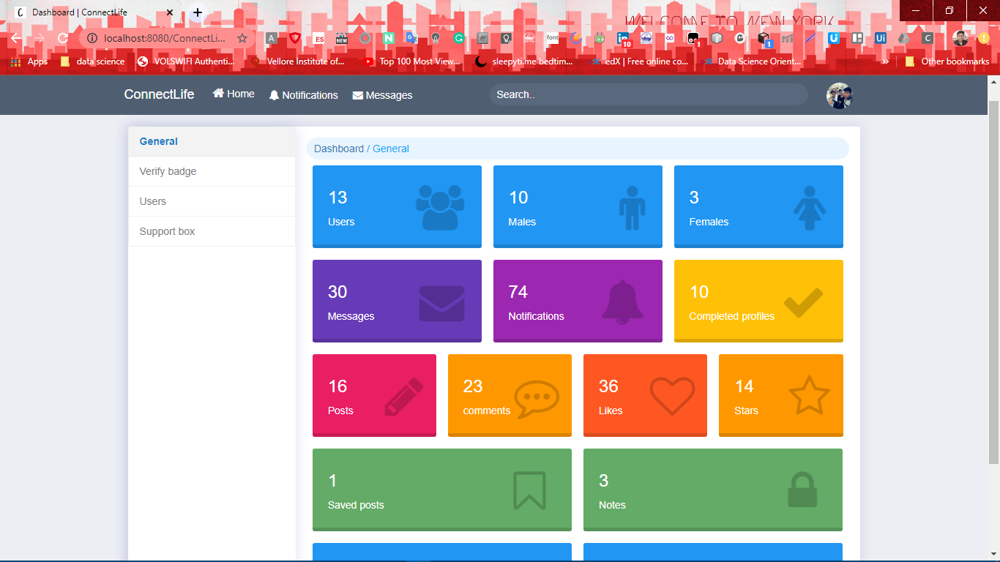 Dashboard | ConnectLife
WELCOME TO NEW YORK
localhost:8080/ConnectLi...
Apps
data science
VOLSWIFI Authenti...
Vellore Institute of...
Top 100 Most View...
sleepyti.me bedtim...
edX | Free online co...
Data Science Orient...
Other bookmarks
ConnectLife
Home
Notifications
Messages
Search..
General
Verify badge
Users
Support box
Dashboard / General
13
Users
10
Males
3
Females
30
Messages
74
Notifications
10
Completed profiles
16
Posts
23
comments
36
Likes
14
Stars
1
Saved posts
3
Notes